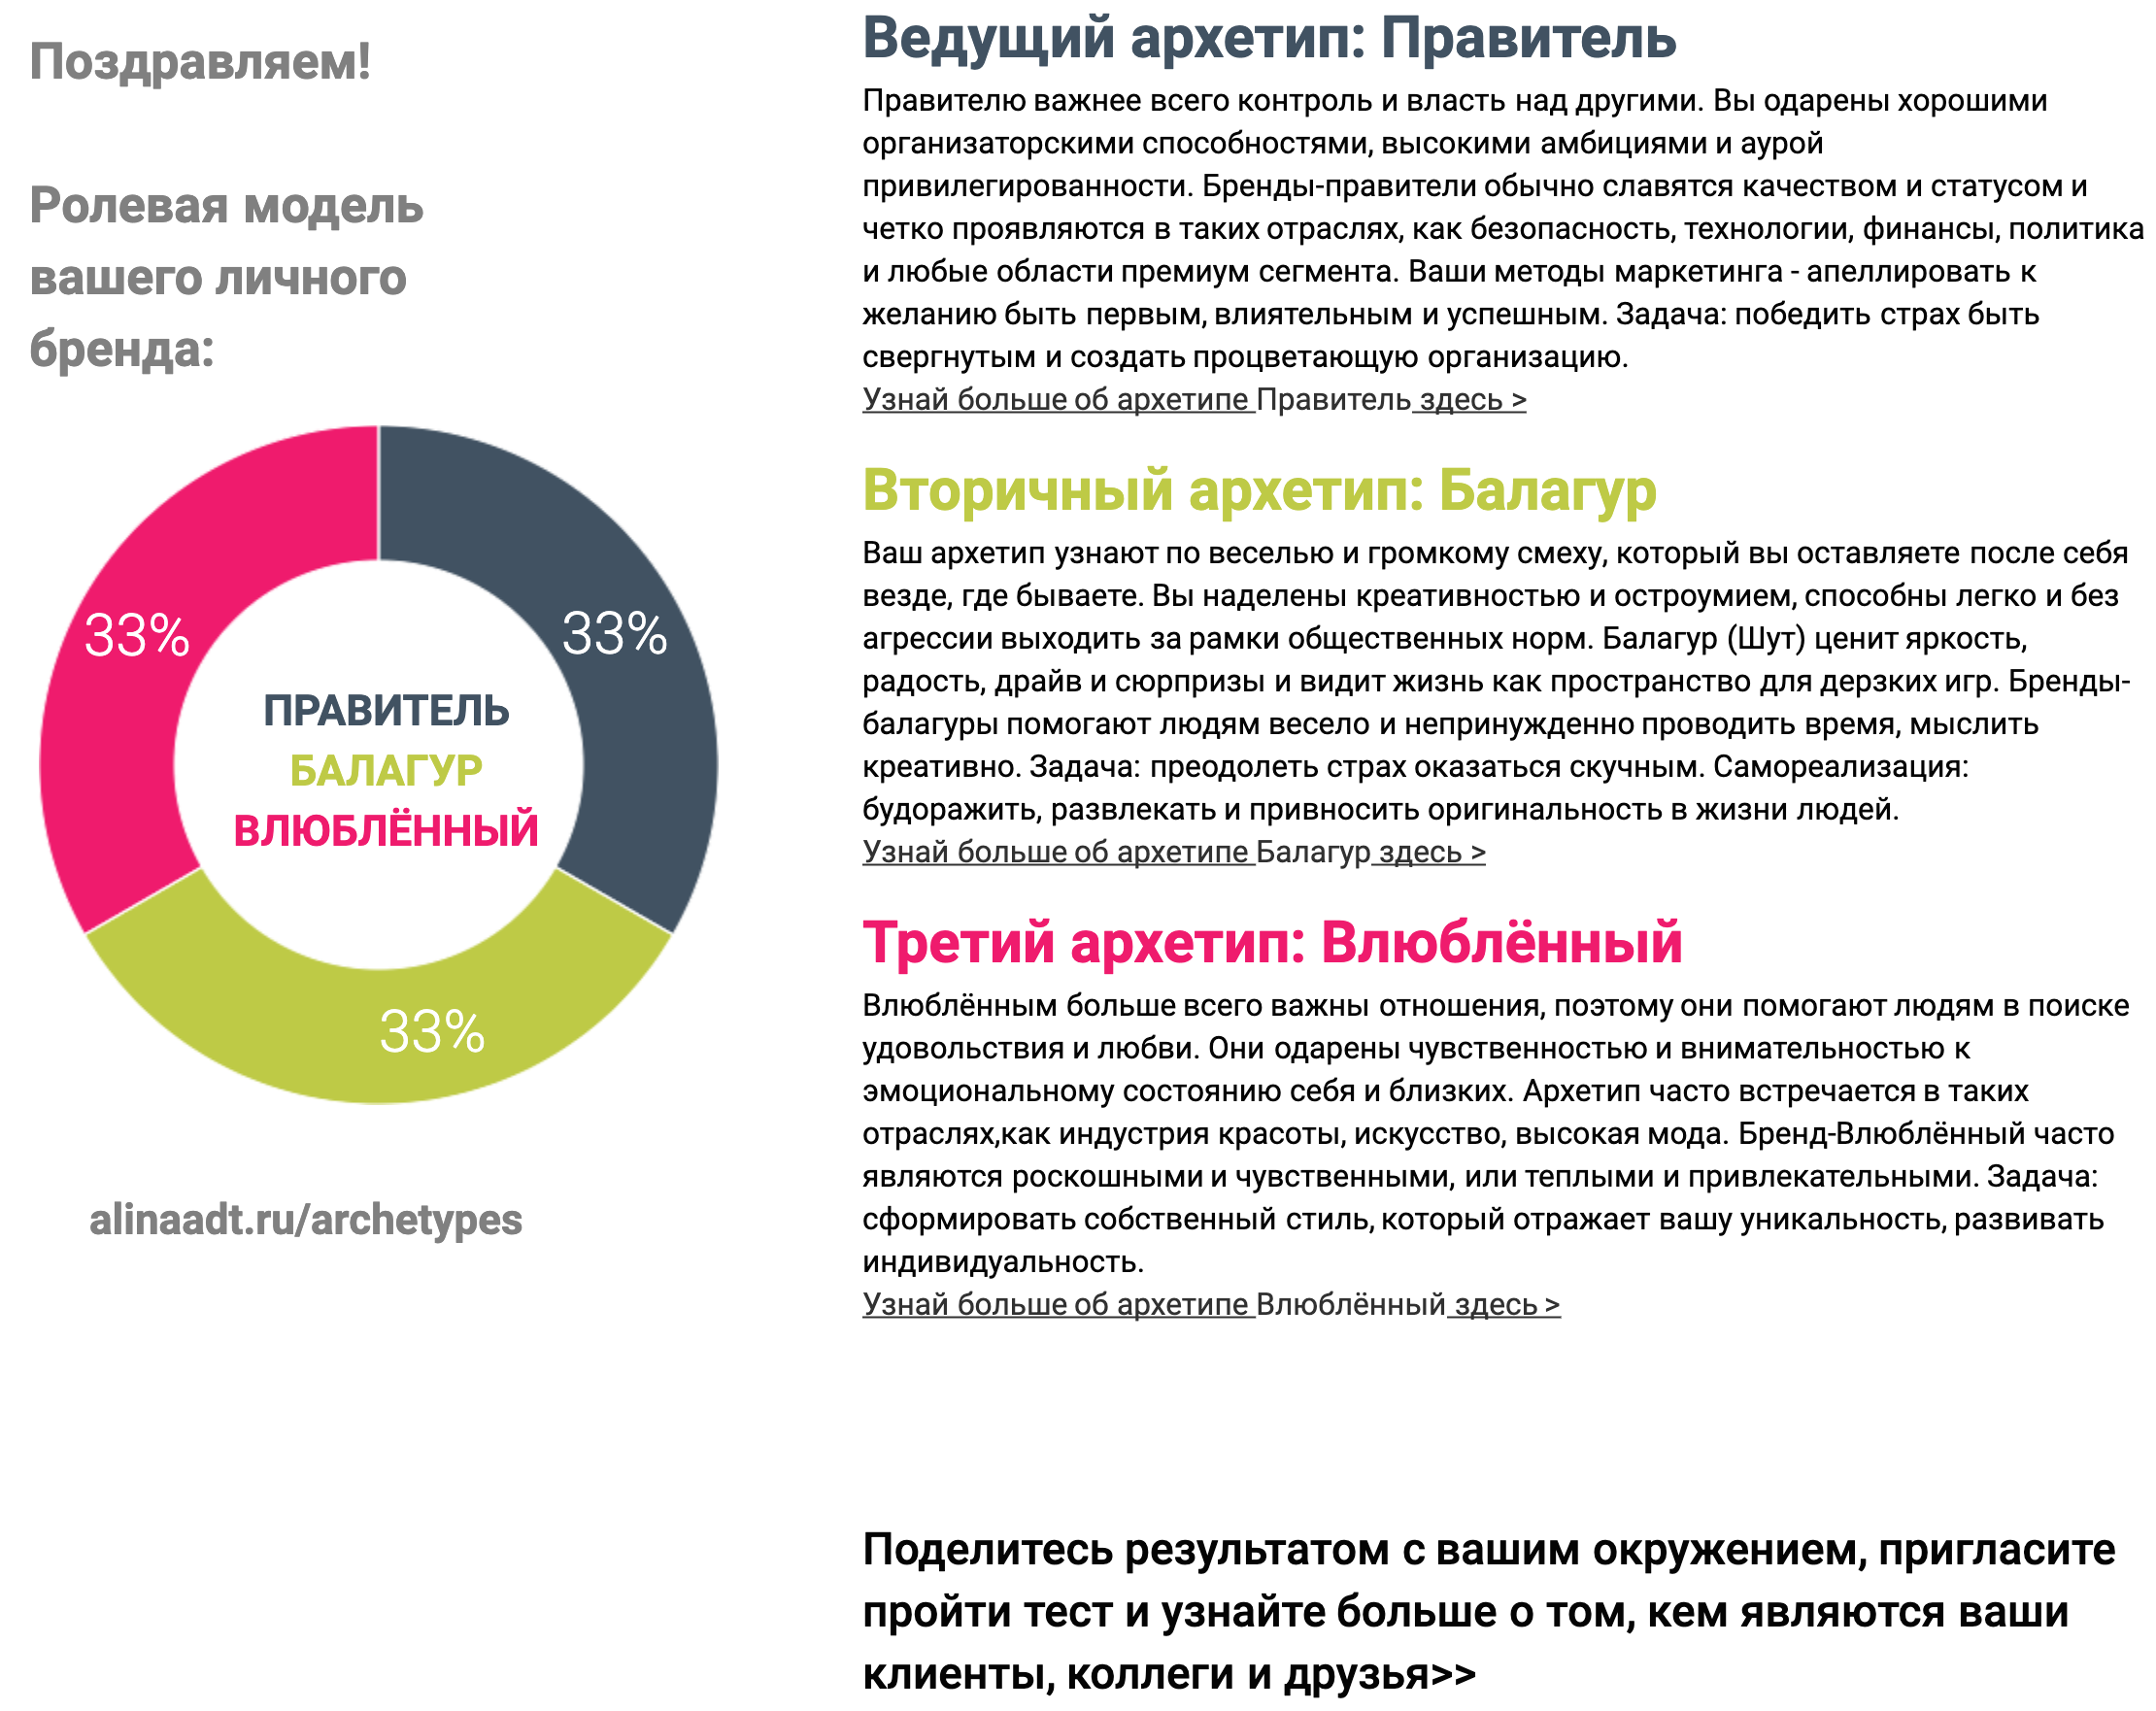 Поздравляем!
Ролевая модель
вашего личного
бренда:
33%
33%
ПРАВИТЕЛЬ
БАЛАГУР
ВЛЮБЛЁННЫЙ
33%
alinaadt.ru/archetypes
Ведущий архетип: Правитель
Правителю важнее всего контроль и власть над другими. Вы одарены хорошими
организаторскими способностями, высокими амбициями и аурой
привилегированности. Бренды-правители обычно славятся качеством и статусом и
четко проявляются в таких отраслях, как безопасность, технологии, финансы, политика
и любые области премиум сегмента. Ваши методы маркетинга - апеллировать к
желанию быть первым, влиятельным и успешным. Задача: победить страх быть
свергнутым и создать процветающую организацию.
Узнай больше об архетипе Правитель здесь >
Вторичный архетип: Балагур
Ваш архетип узнают по веселью и громкому смеху, который вы оставляете после себя
везде, где бываете. Вы наделены креативностью и остроумием, способны легко и без
агрессии выходить за рамки общественных норм. Балагур (Шут) ценит яркость,
радость, драйв и сюрпризы и видит жизнь как пространство для дерзких игр. Бренды-
балагуры помогают людям весело и непринужденно проводить время, мыслить
креативно. Задача: преодолеть страх оказаться скучным. Самореализация:
будоражить, развлекать и привносить оригинальность в жизни людей.
Узнай больше об архетипе Балагур здесь >
Третий архетип: Влюблённый
Влюблённым больше всего важны отношения, поэтому они помогают людям в поиске
удовольствия и любви. Они одарены чувственностью и внимательностью к
эмоциональному состоянию себя и близких. Архетип часто встречается в таких
отраслях,как индустрия красоты, искусство, высокая мода. Бренд-Влюблённый часто
являются роскошными и чувственными, или теплыми и привлекательными. Задача:
сформировать собственный стиль, который отражает вашу уникальность, развивать
индивидуальность.
Узнай больше об архетипе Влюблённый здесь >
Поделитесь результатом с вашим окружением, пригласите
пройти тест и узнайте больше о том, кем являются ваши
клиенты, коллеги и друзья>>